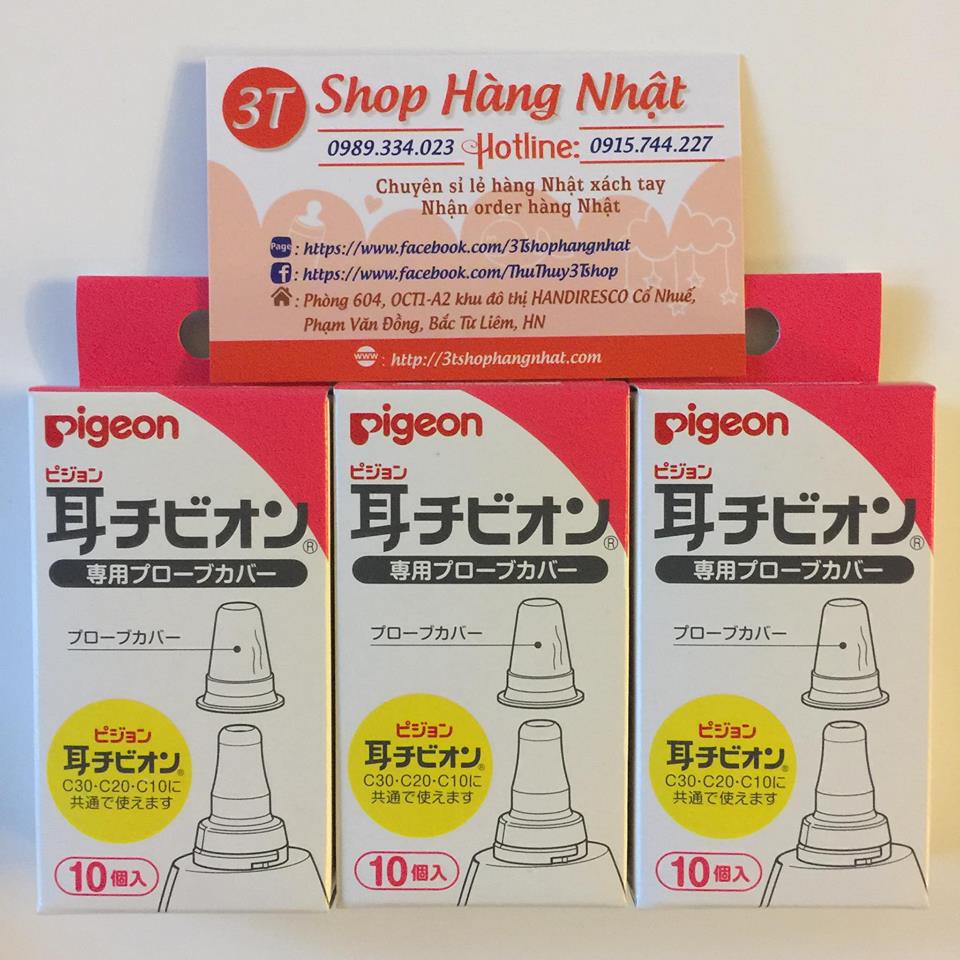 3T Shop Hàng Nhật
0989.334.023 Hotline: 0915.744.227
Chuyên sỉ lẻ hàng Nhật xách tay
Nhận order hàng Nhật
Page : https://www.facebook.com/3Tshophangnhat
f : https://www.facebook.com/ThuThuy3Tshop
: Phòng 604, OCT1-A2 khu đô thị HANDIRESCO Cổ Nhuế,
Phạm Văn Đồng, Bắc Từ Liêm, HN
www : http://3tshophangnhat.com
Pigeon
ピジョン
耳チビオン®
専用プローブカバー
プローブカバー
ピジョン
耳チビオン®
C30・C20・C10に
共通で使えます
10個入
Pigeon
ピジョン
耳チビオン®
専用プローブカバー
プローブカバー
ピジョン
耳チビオン®
C30・C20・C10に
共通で使えます
10個入
Pigeon
ピジョン
耳チビオン®
専用プローブカバー
プローブカバー
ピジョン
耳チビオン®
C30・C20・C10に
共通で使えます
10個入